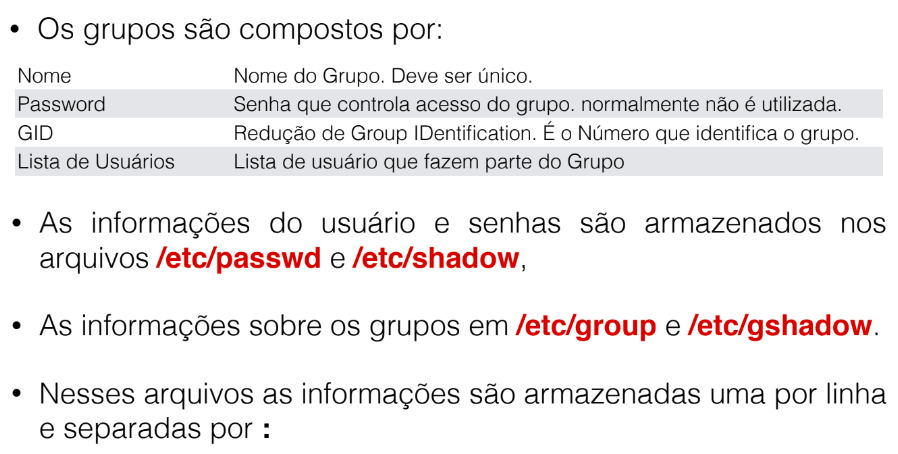 • Os grupos são compostos por:
Nome Nome do Grupo. Deve ser único.
Password Senha que controla acesso do grupo. normalmente não é utilizada.
GID Redução de Group IDentification. É o Número que identifica o grupo.
Lista de Usuários Lista de usuário que fazem parte do Grupo
• As informações do usuário e senhas são armazenados nos
arquivos /etc/passwd e /etc/shadow,
• As informações sobre os grupos em /etc/group e /etc/gshadow.
• Nesses arquivos as informações são armazenadas uma por linha
e separadas por :